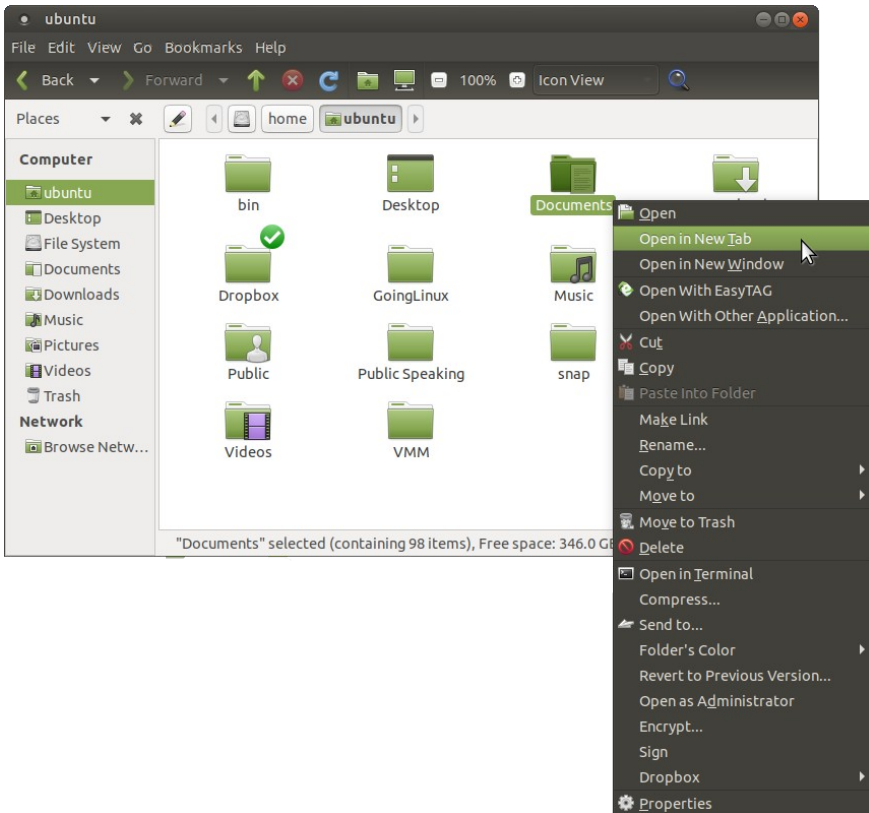 ubuntu
File Edit View Go Bookmarks Help
Back Forward 100% Icon View
Places home ubuntu
Computer
ubuntu
Desktop
File System
Documents
Downloads
Music
Pictures
Videos
Trash
Network
Browse Netw...
bin Desktop Documents
Dropbox GoingLinux Music
Public Public Speaking snap
Videos VMM
"Documents" selected (containing 98 items), Free space: 346.0
Open
Open in New Tab
Open in New Window
Open With EasyTAG
Open With Other Application...
Cut
Copy
Paste Into Folder
Make Link
Rename...
Copy to
Move to
Move to Trash
Delete
Open in Terminal
Compress...
Send to...
Folder's Color
Revert to Previous Version...
Open as Administrator
Encrypt...
Sign
Dropbox
Properties